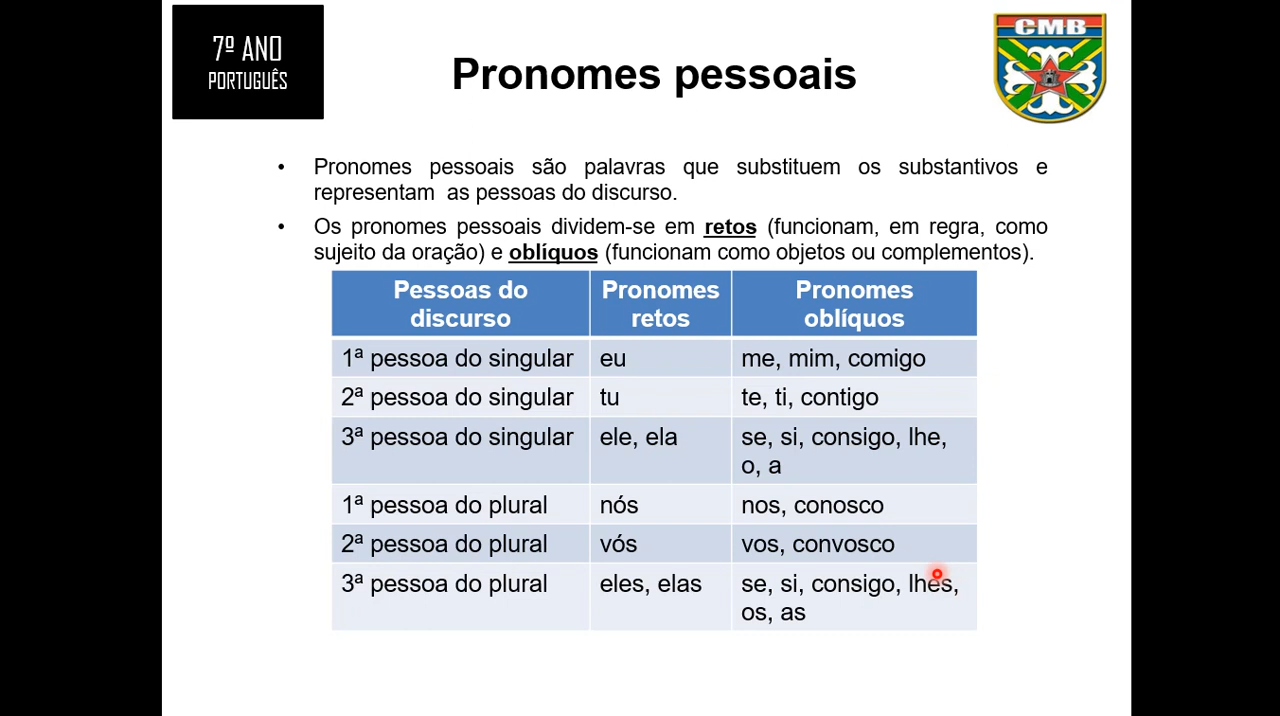 7º ANO
PORTUGUÊS
Pronomes pessoais
CMB
• Pronomes pessoais são palavras que substituem os substantivos e
representam as pessoas do discurso.
• Os pronomes pessoais dividem-se em retos (funcionam, em regra, como
sujeito da oração) e oblíquos (funcionam como objetos ou complementos).
Pessoas do discurso Pronomes retos Pronomes oblíquos
1ª pessoa do singular eu me, mim, comigo
2ª pessoa do singular tu te, ti, contigo
3ª pessoa do singular ele, ela se, si, consigo, lhe,
o, a
1ª pessoa do plural nós nos, conosco
2ª pessoa do plural vós vos, convosco
3ª pessoa do plural eles, elas se, si, consigo, lhes,
os, as